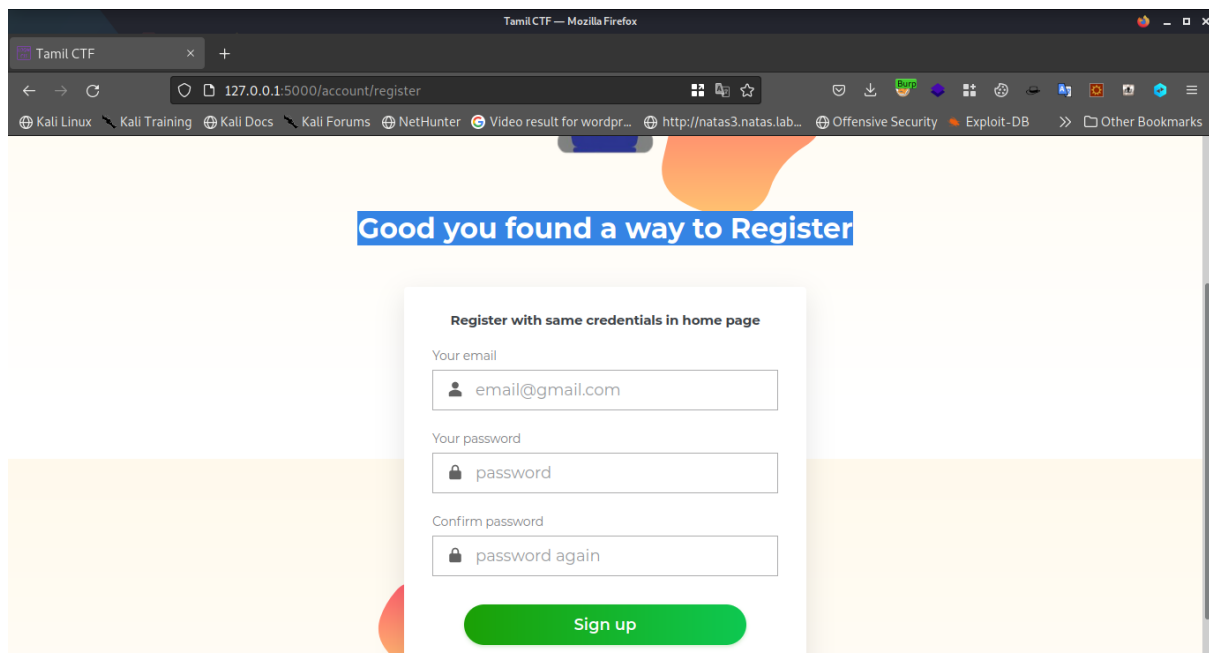 Tamil CTF — Mozilla Firefox
Tamil CTF
127.0.0.1:5000/account/register
Burp
Kali Linux Kali Training Kali Docs Kali Forums NetHunter Video result for wordpr... http://natas3.natas.lab... Offensive Security Exploit-DB Other Bookmarks
Good you found a way to Register
Register with same credentials in home page
Your email
email@gmail.com
Your password
password
Confirm password
password again
Sign up